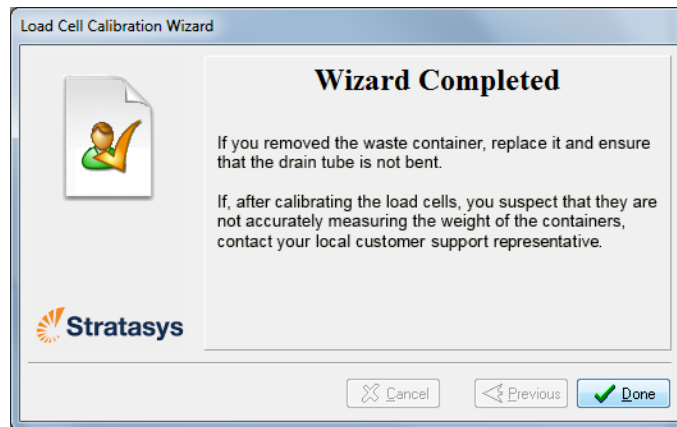 Load Cell Calibration Wizard
Wizard Completed
If you removed the waste container, replace it and ensure
that the drain tube is not bent.
If, after calibrating the load cells, you suspect that they are
not accurately measuring the weight of the containers,
contact your local customer support representative.
Stratasys
Cancel
Previous
Done